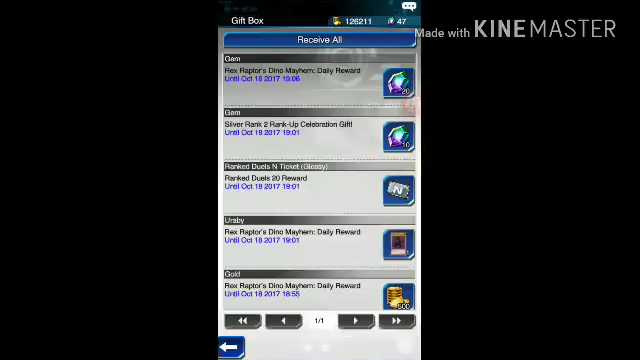 Gift Box
126211
47
Made with KINEMASTER
Receive All
Gem
Rex Raptor's Dino Mayhem: Daily Reward
Until Oct 18 2017 19:06
20
Gem
Silver Rank 2 Rank-Up Celebration Gift!
Until Oct 18 2017 19:01
10
Ranked Duels N Ticket (Glossy)
Ranked Duels 20 Reward
Until Oct 18 2017 19:01
N
Uraby
Rex Raptor's Dino Mayhem: Daily Reward
Until Oct 18 2017 19:01
Gold
Rex Raptor's Dino Mayhem: Daily Reward
Until Oct 18 2017 18:55
500
1/1